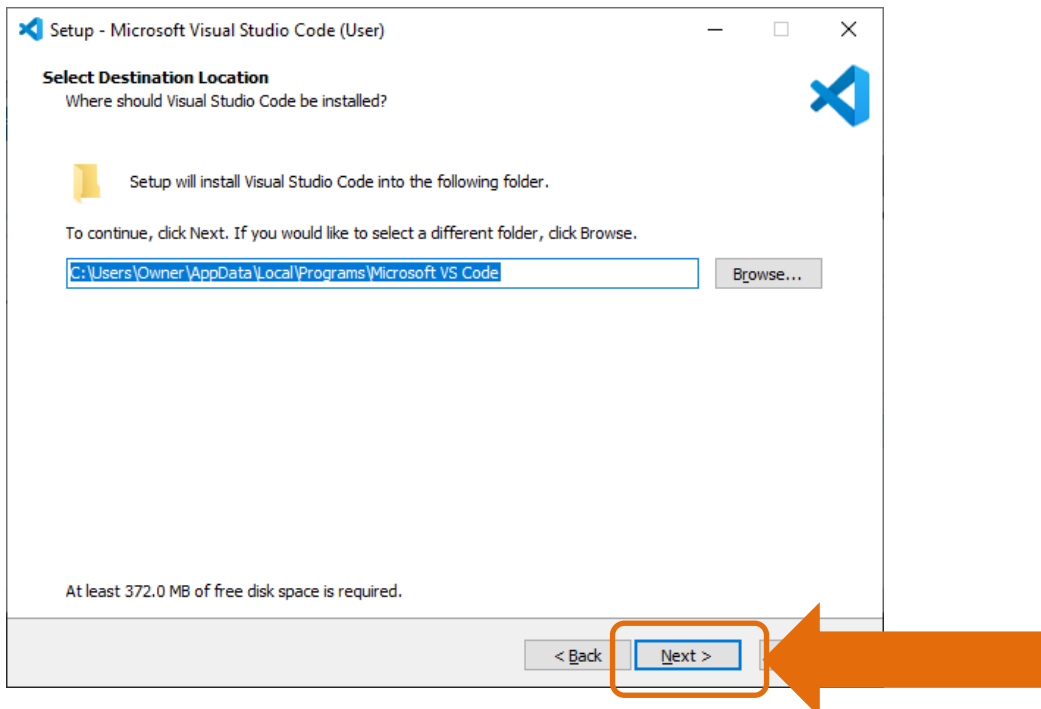 Setup - Microsoft Visual Studio Code (User)
Select Destination Location
Where should Visual Studio Code be installed?
Setup will install Visual Studio Code into the following folder.
To continue, click Next. If you would like to select a different folder, click Browse.
C:\Users\Owner\AppData\Local\Programs\Microsoft VS Code
Browse...
At least 372.0 MB of free disk space is required.
< Back
Next >